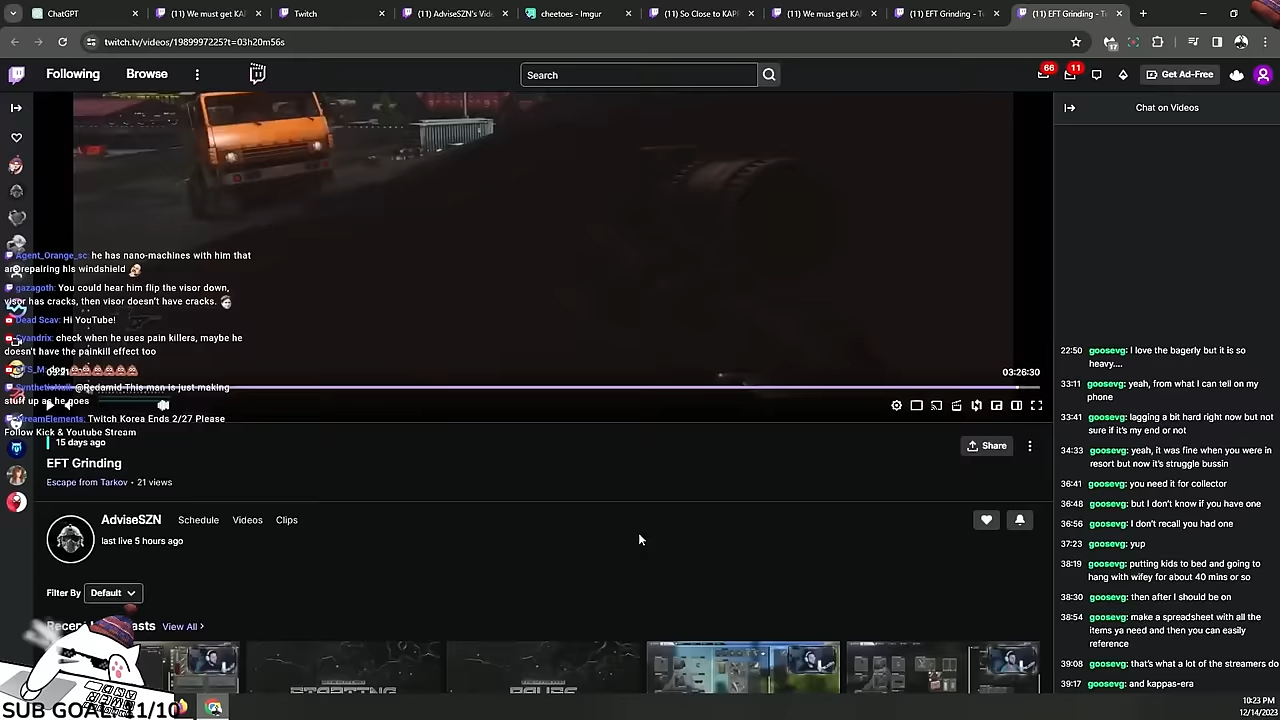 ChatGPT
(11) We must get KA
Twitch
(11) AdviseSZN's Vid
cheetoes - Imgur
(11) So Close to KAP
(11) We must get KA
(11) EFT Grinding - T
(11) EFT Grinding - T
twitch.tv/videos/1989997225?t=03h20m56s
17
Following
Browse
Search
66
11
Get Ad-Free
Chat on Videos
Agent_Orange_sc: he has nano-machines with him that
are repairing his windshield
gazagoth: You could hear him flip the visor down,
visor has cracks, then visor doesn't have cracks.
Dead Scav: Hi YouTube!
Syandrix: check when he uses pain killers, maybe he
doesn't have the painkill effect too
03:26:30
@Redamid This man is just making
stuff up as he goes
StreamElements: Twitch Korea Ends 2/27 Please
Follow Kick & Youtube Stream
15 days ago
Share
EFT Grinding
Escape from Tarkov • 21 views
AdviseSZN
Schedule
Videos
Clips
last live 5 hours ago
Filter By
Default
View All
STARTING
PAUSE
SUB GOAL: 11/10
22:50 goosevg: I love the bagerly but it is so
heavy....
33:11 goosevg: yeah, from what I can tell on my
phone
33:41 goosevg: lagging a bit hard right now but not
sure if it's my end or not
34:33 goosevg: yeah, it was fine when you were in
resort but now it's struggle bussin
36:41 goosevg: you need it for collector
36:48 goosevg: but I don't know if you have one
36:56 goosevg: I don't recall you had one
37:23 goosevg: yup
38:19 goosevg: putting kids to bed and going to
hang with wifey for about 40 mins or so
38:30 goosevg: then after I should be on
38:54 goosevg: make a spreadsheet with all the
items ya need and then you can easily
reference
39:08 goosevg: that's what a lot of the streamers do
39:17 goosevg: and kappas-era
10:23 PM
12/14/2023